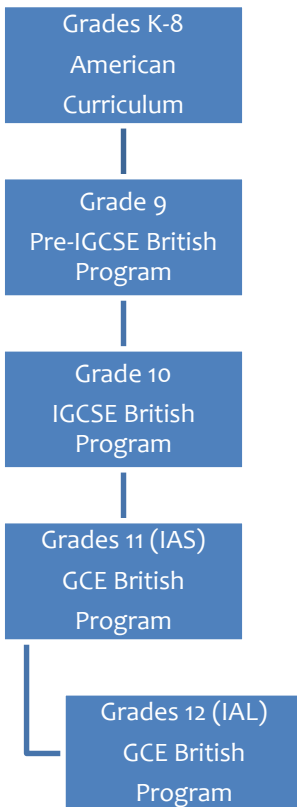 Grades K-8
American
Curriculum
Grade 9
Pre-IGCSE British
Program
Grade 10
IGCSE British
Program
Grades 11 (IAS)
GCE British
Program
Grades 12 (IAL)
GCE British
Program